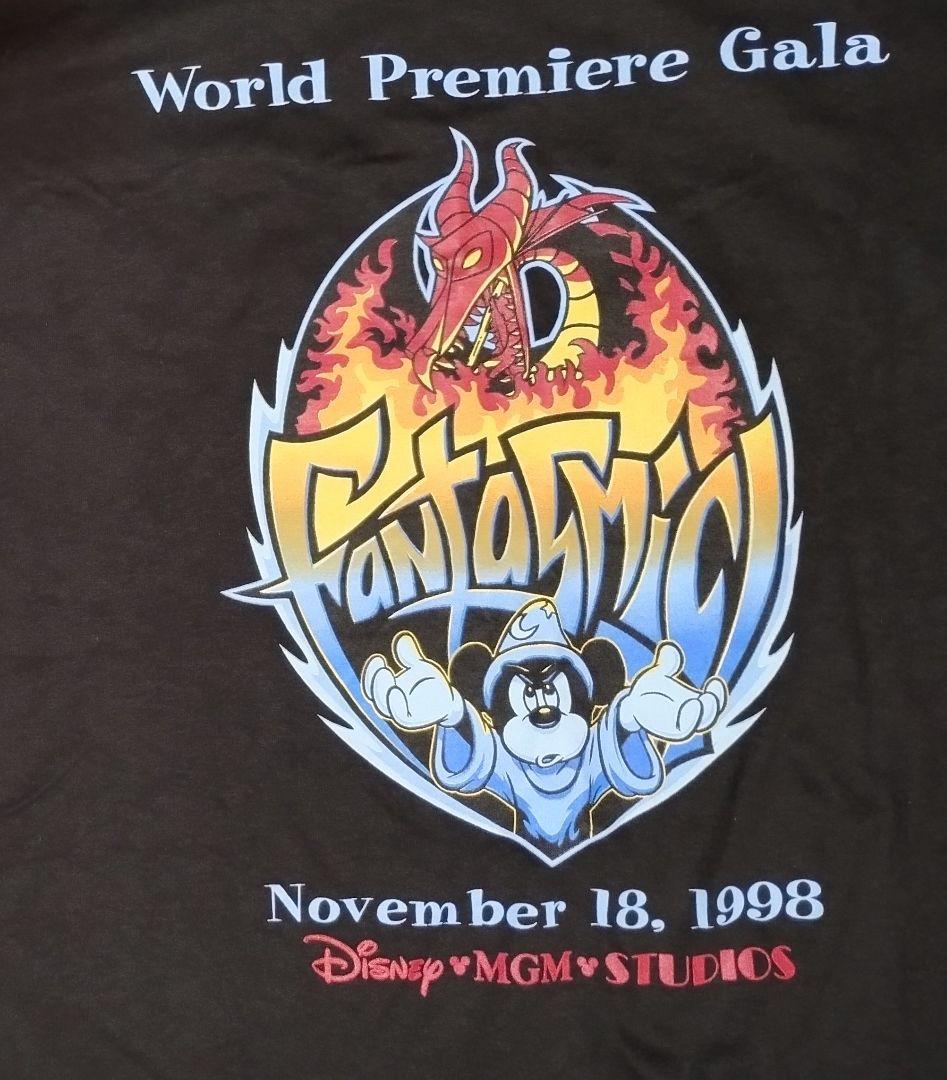 World Premiere Gala
Fantasmic!
November 18, 1998
Disney MGM STUDIOS